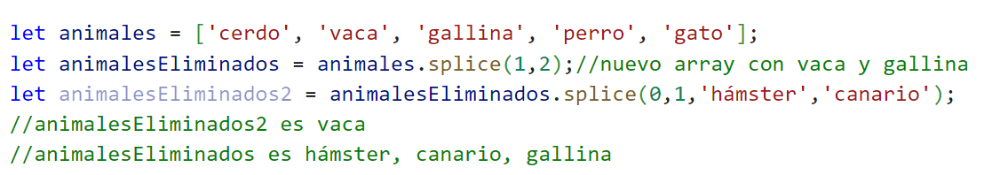 let animales = ['cerdo', 'vaca', 'gallina', 'perro', 'gato'];
let animalesEliminados = animales.splice(1,2);//nuevo array con vaca y gallina
let animalesEliminados2 = animalesEliminados.splice(0,1,'hámster','canario');
//animalesEliminados2 es vaca
//animalesEliminados es hámster, canario, gallina